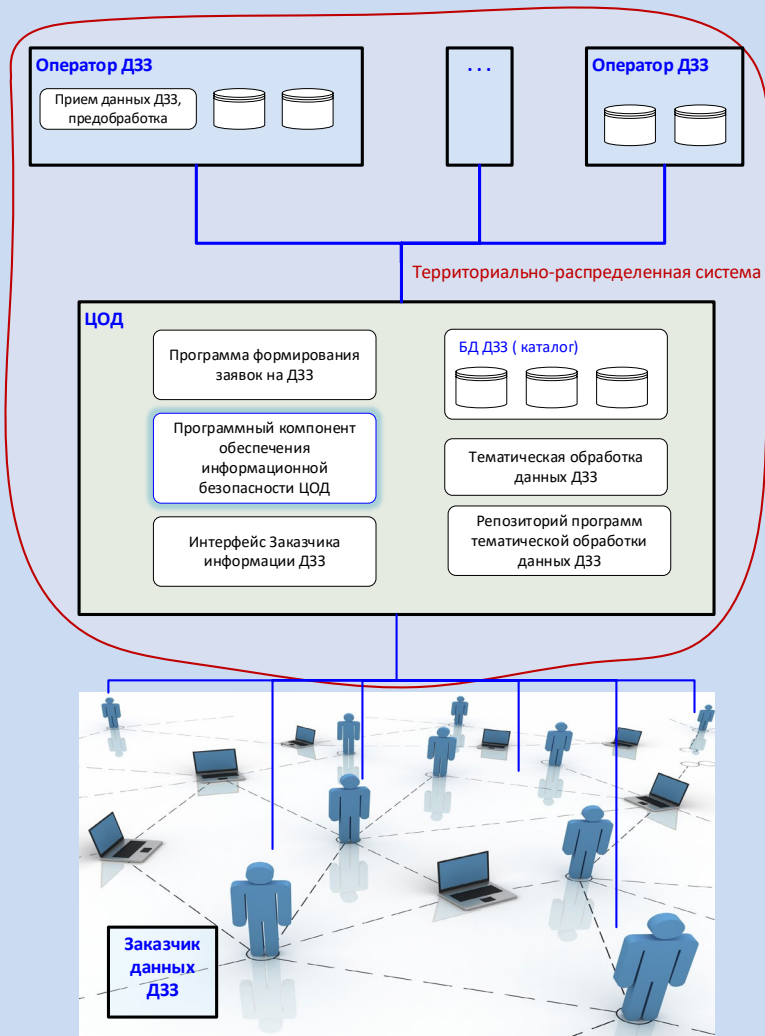 Оператор ДЗЗ
Прием данных ДЗЗ,
предобработка
. . .
Оператор ДЗЗ
Территориально-распределенная система
ЦОД
Программа формирования
заявок на ДЗЗ
Программный компонент
обеспечения
информационной
безопасности ЦОД
Интерфейс Заказчика
информации ДЗЗ
БД ДЗЗ ( каталог)
Тематическая обработка
данных ДЗЗ
Репозиторий программ
тематической обработки
данных ДЗЗ
Заказчик
данных
ДЗЗ